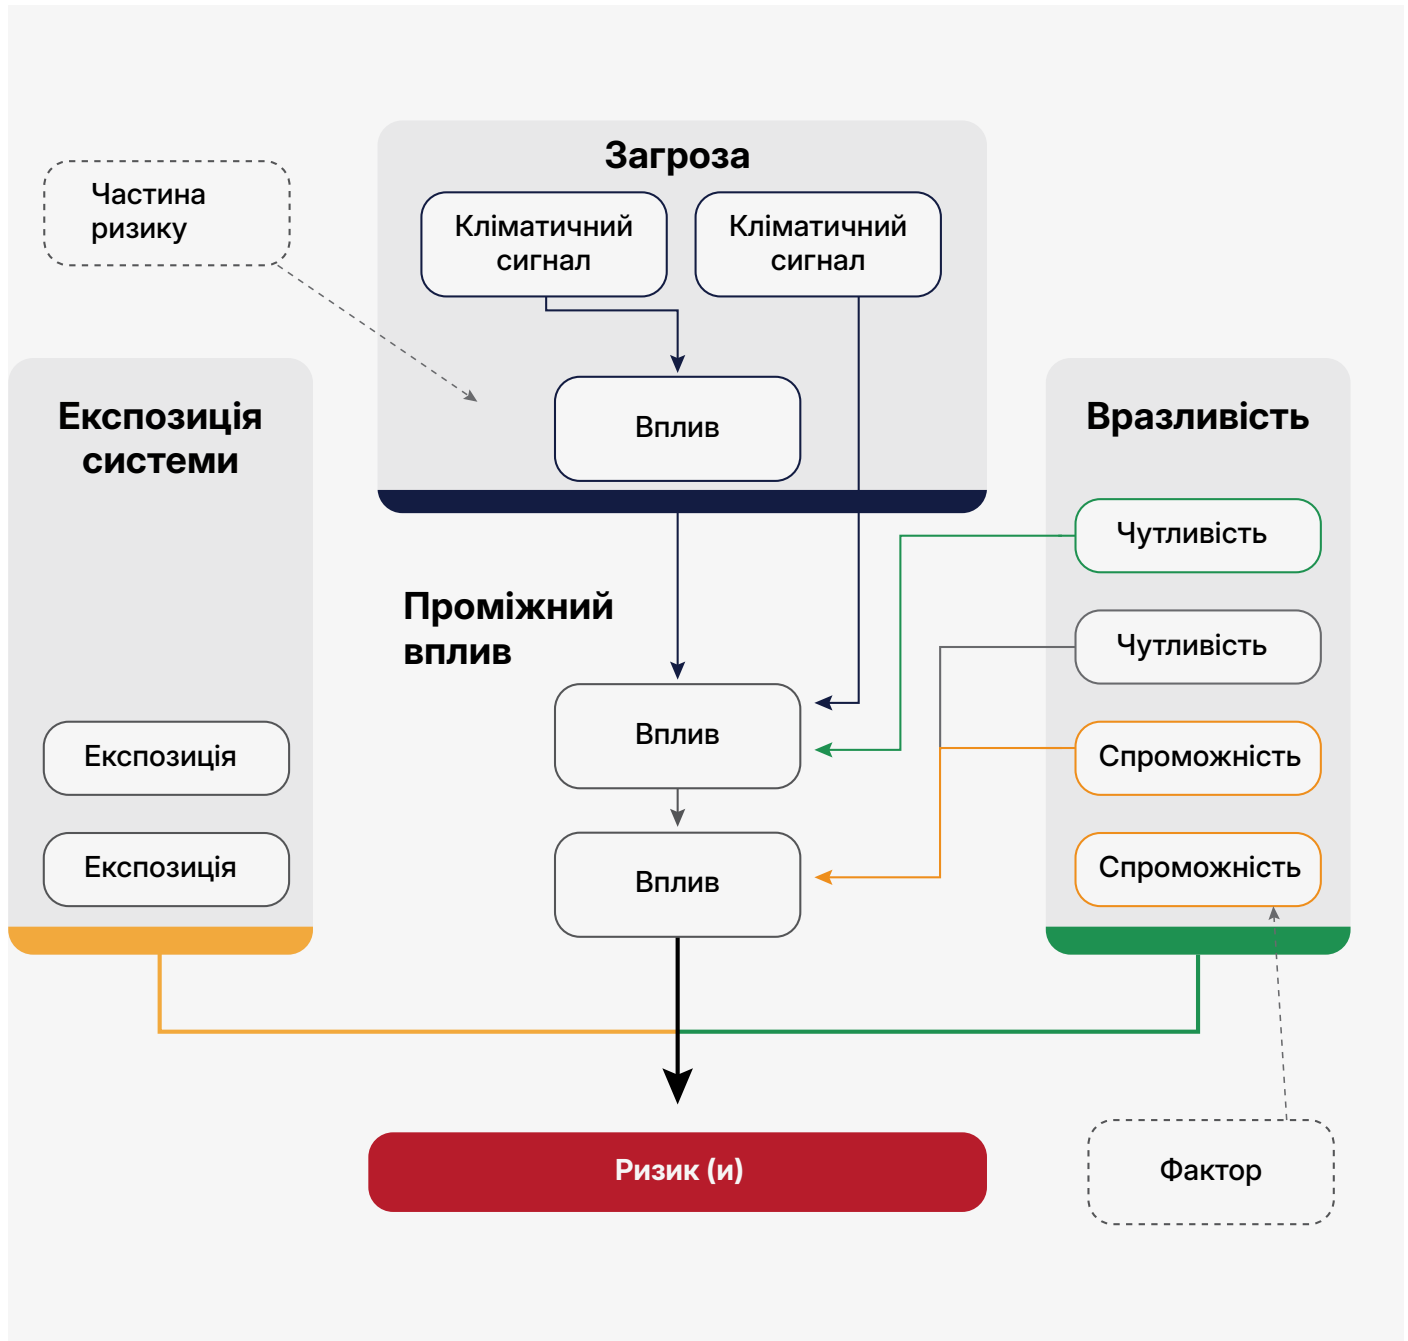 Загроза
Частина
ризику
Кліматичний
сигнал
Кліматичний
сигнал
Вплив
Експозиція
системи
Експозиція
Експозиція
Проміжний
вплив
Вплив
Вплив
Вразливість
Чутливість
Чутливість
Спроможність
Спроможність
Ризик (и)
Фактор